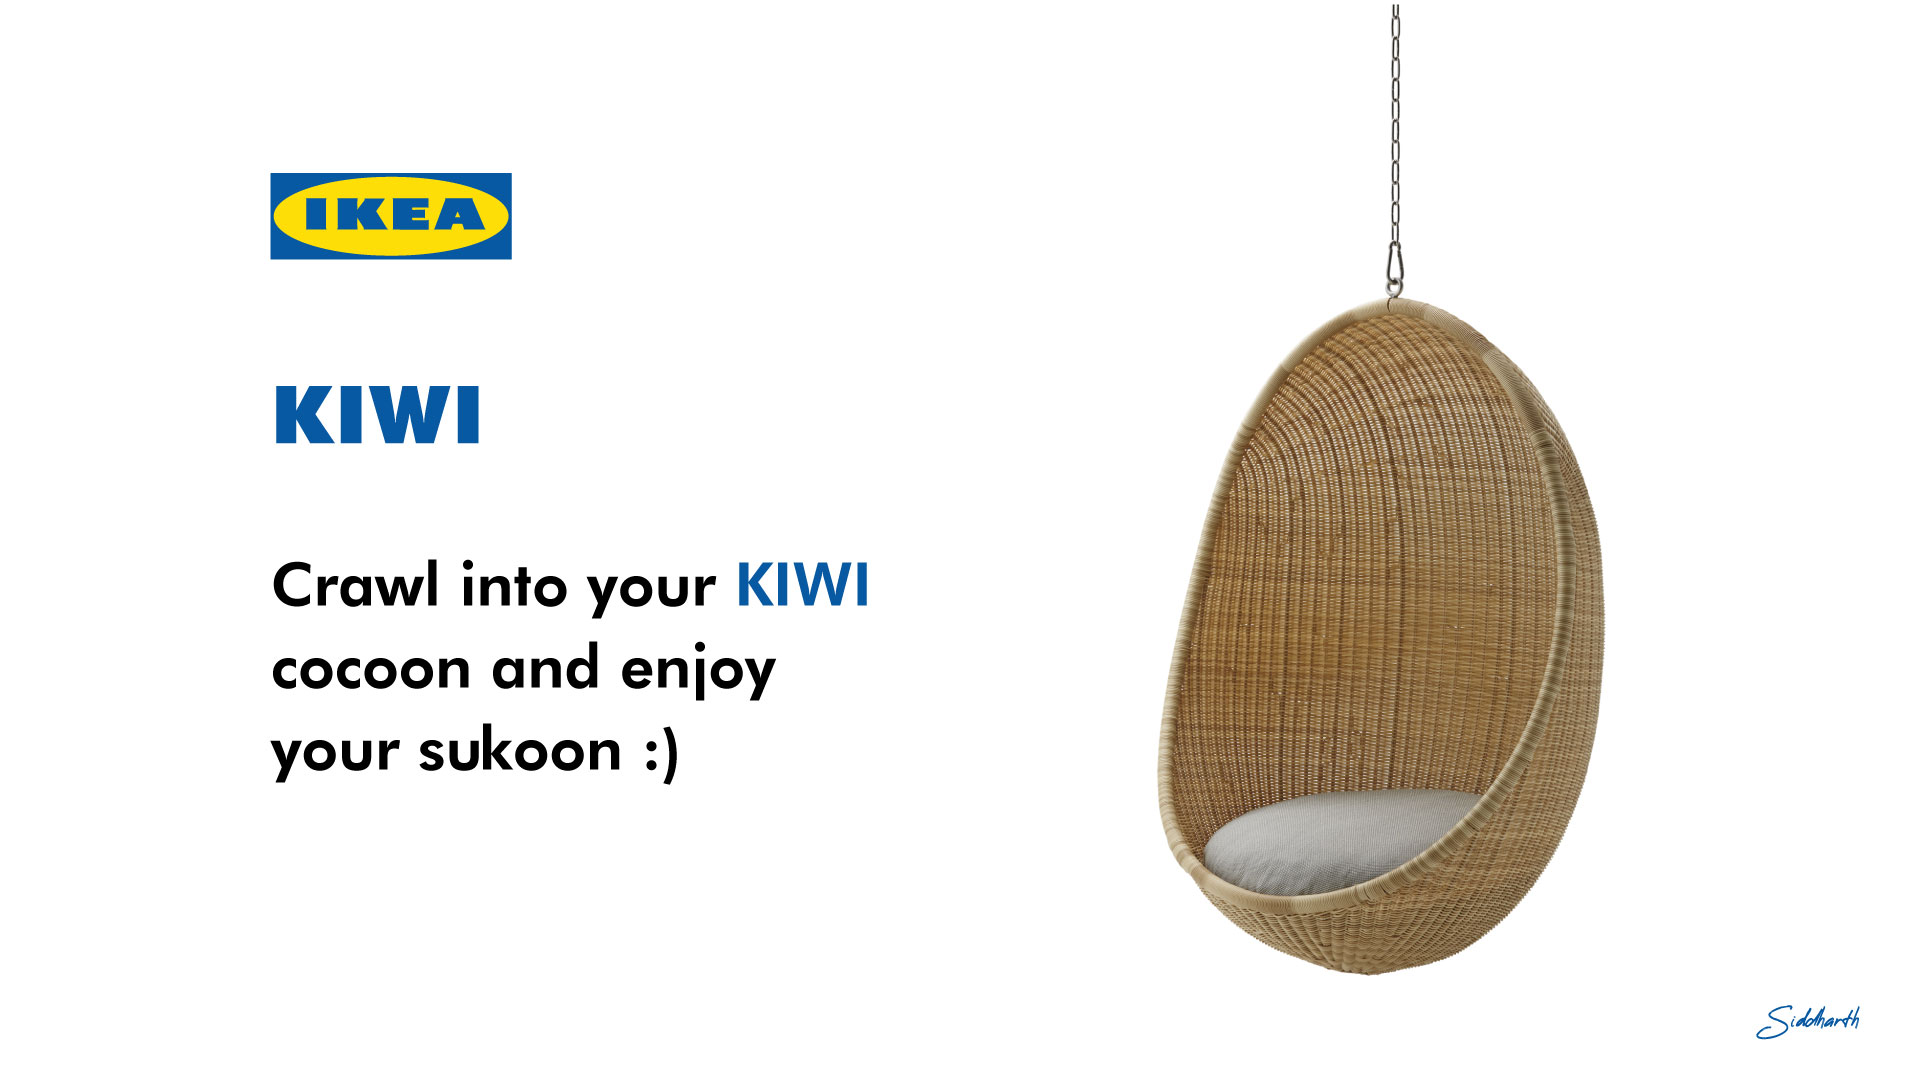 IKEA
KIWI
Crawl into your KIWI
cocoon and enjoy
your sukoon :)
Siddharth